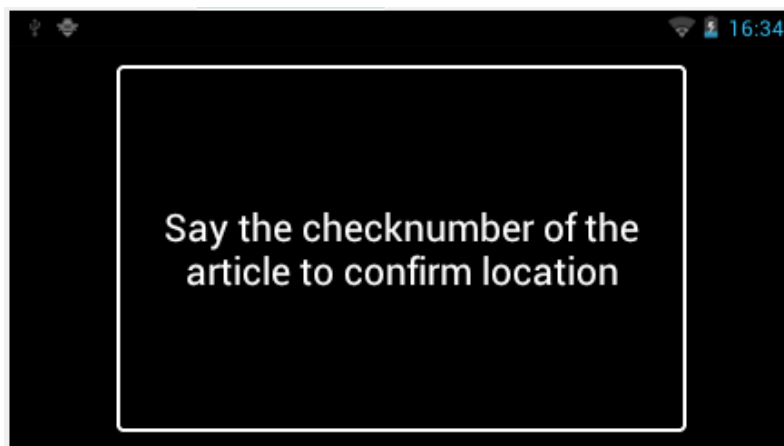 16:34
Say the checknumber of the
article to confirm location